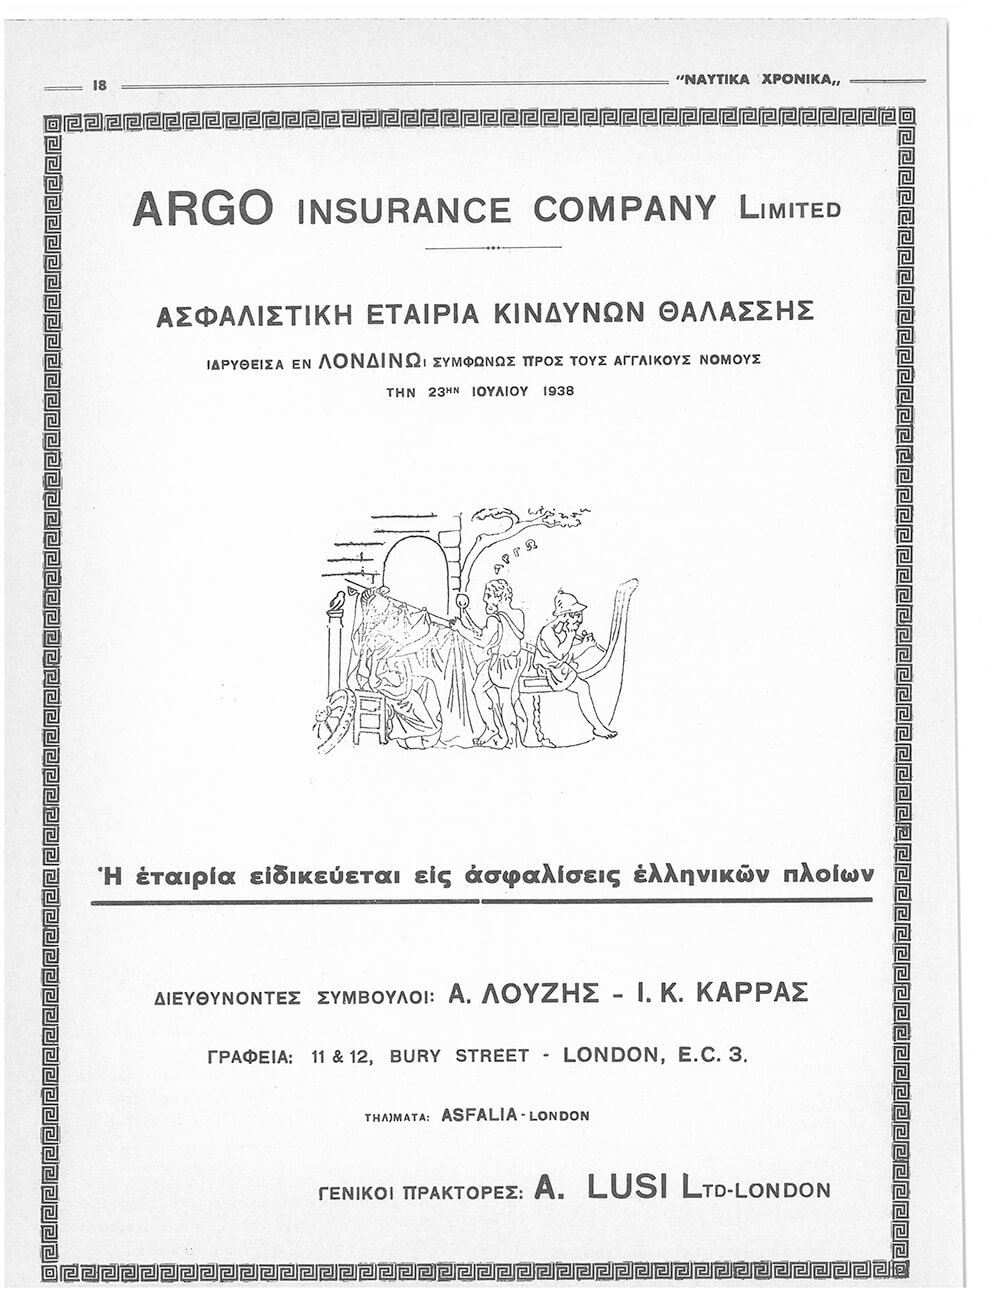 18
"ΝΑΥΤΙΚΑ ΧΡΟΝΙΚΑ,,
ARGO INSURANCE COMPANY LIMITED
ΑΣΦΑΛΙΣΤΙΚΗ ΕΤΑΙΡΙΑ ΚΙΝΔΥΝΩΝ ΘΑΛΑΣΣΗΣ
ΙΔΡΥΘΕΙΣΑ ΕΝ ΛΟΝΔΙΝΩι ΣΥΜΦΩΝΩΣ ΠΡΟΣ ΤΟΥΣ ΑΓΓΛΙΚΟΥΣ ΝΟΜΟΥΣ
ΤΗΝ 23ΗΝ ΙΟΥΛΙΟΥ 1938
Ἡ ἑταιρία εἰδικεύεται εἰς ἀσφαλίσεις ἑλληνικῶν πλοίων
ΔΙΕΥΘΥΝΟΝΤΕΣ ΣΥΜΒΟΥΛΟΙ: Α. ΛΟΥΖΗΣ - Ι. Κ. ΚΑΡΡΑΣ
ΓΡΑΦΕΙΑ: 11 & 12, BURY STREET - LONDON, E.C. 3.
ΤΗΛ)ΜΑΤΑ: ASFALIA - LONDON
ΓΕΝΙΚΟΙ ΠΡΑΚΤΟΡΕΣ: A. LUSI LTD-LONDON